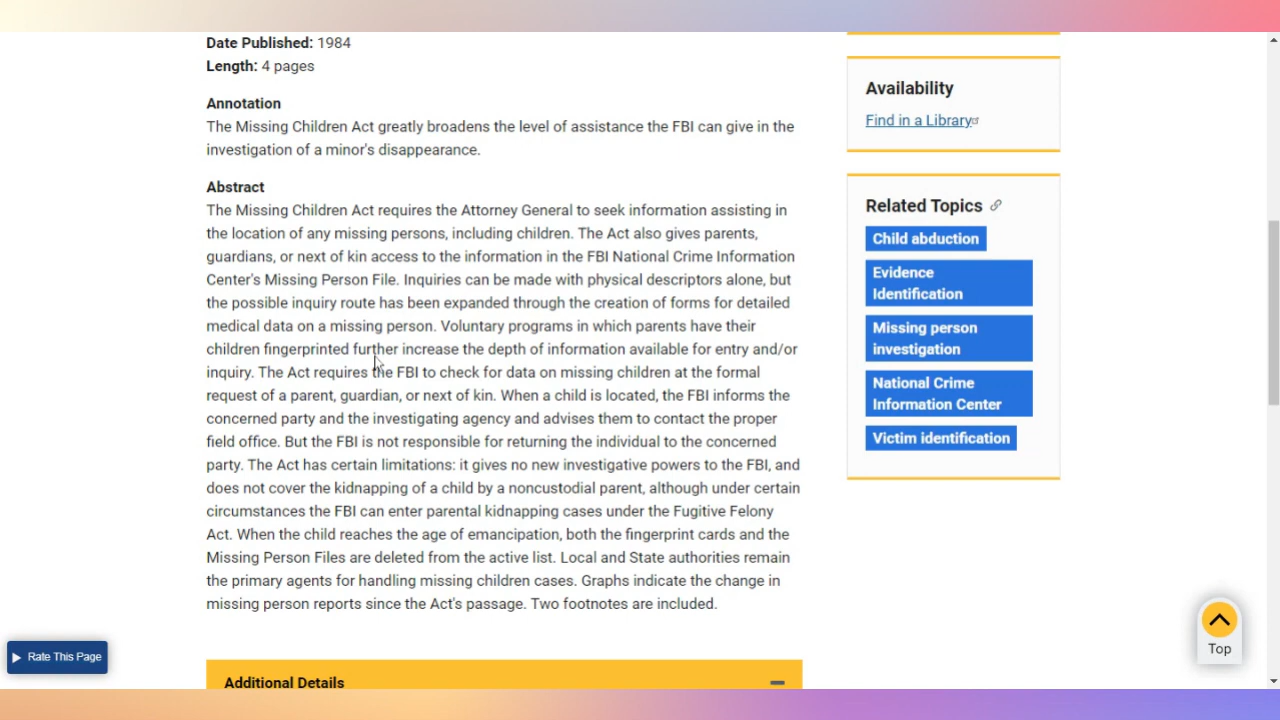 Date Published: 1984
Length: 4 pages
Annotation
The Missing Children Act greatly broadens the level of assistance the FBI can give in the
investigation of a minor's disappearance.
Abstract
The Missing Children Act requires the Attorney General to seek information assisting in
the location of any missing persons, including children. The Act also gives parents,
guardians, or next of kin access to the information in the FBI National Crime Information
Center's Missing Person File. Inquiries can be made with physical descriptors alone, but
the possible inquiry route has been expanded through the creation of forms for detailed
medical data on a missing person. Voluntary programs in which parents have their
children fingerprinted further increase the depth of information available for entry and/or
inquiry. The Act requires the FBI to check for data on missing children at the formal
request of a parent, guardian, or next of kin. When a child is located, the FBI informs the
concerned party and the investigating agency and advises them to contact the proper
field office. But the FBI is not responsible for returning the individual to the concerned
party. The Act has certain limitations: it gives no new investigative powers to the FBI, and
does not cover the kidnapping of a child by a noncustodial parent, although under certain
circumstances the FBI can enter parental kidnapping cases under the Fugitive Felony
Act. When the child reaches the age of emancipation, both the fingerprint cards and the
Missing Person Files are deleted from the active list. Local and State authorities remain
the primary agents for handling missing children cases. Graphs indicate the change in
missing person reports since the Act's passage. Two footnotes are included.
Additional Details
Availability
Find in a Library
Related Topics
Child abduction
Evidence
Identification
Missing person
investigation
National Crime
Information Center
Victim identification
Rate This Page
Top